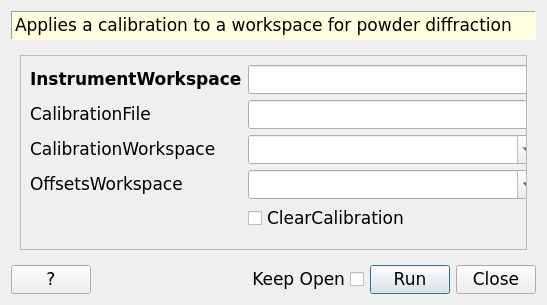 Applies a calibration to a workspace for powder diffraction
InstrumentWorkspace
CalibrationFile
CalibrationWorkspace
OffsetsWorkspace
ClearCalibration
? Keep Open Run Close